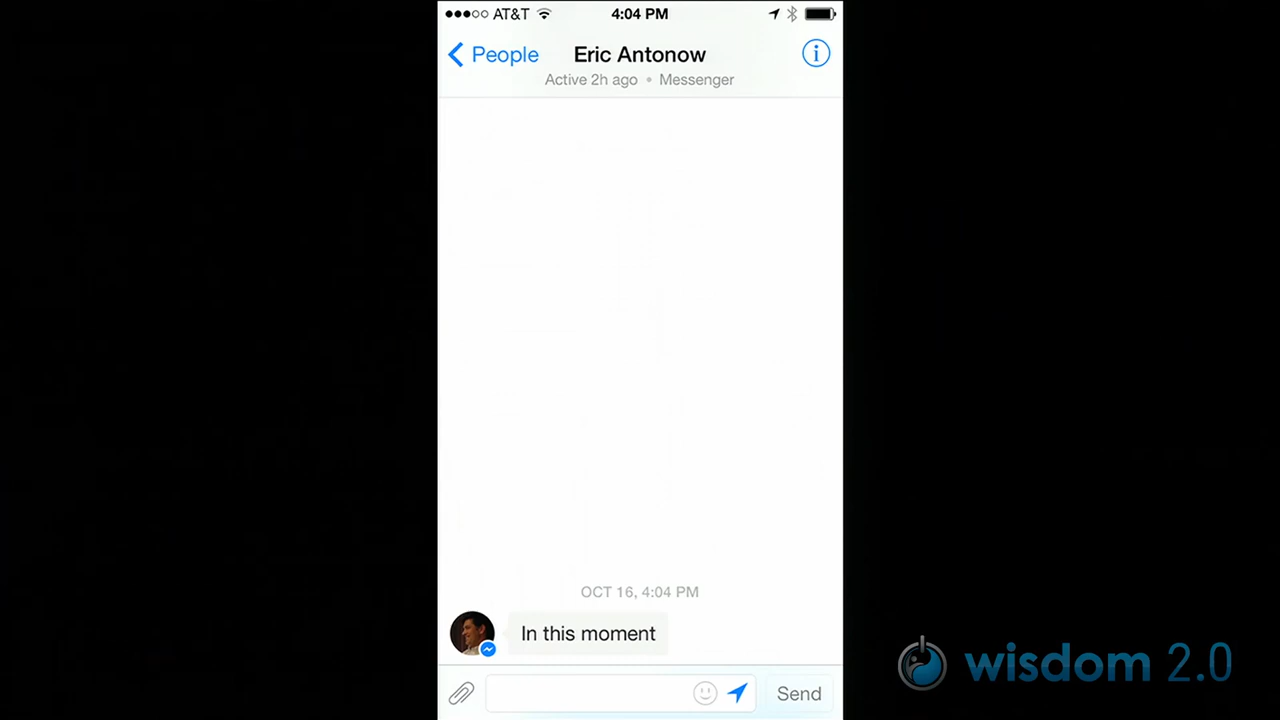 AT&T 4:04 PM
People Eric Antonow
Active 2h ago • Messenger
OCT 16, 4:04 PM
In this moment
Send
wisdom 2.0